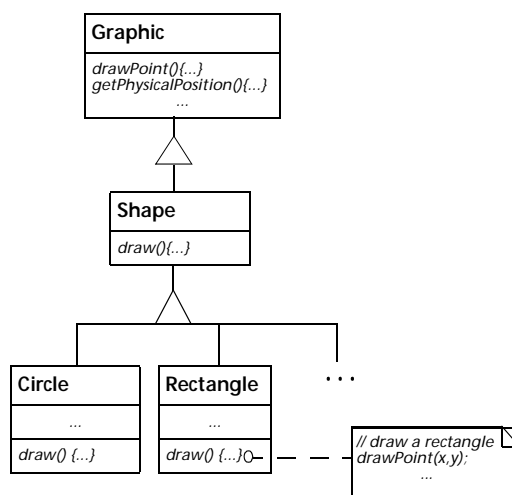 Graphic
drawPoint(){...}
getPhysicalPosition(){...}
...
Shape
draw(){...}
Circle
...
draw() {...}
Rectangle
...
draw() {...}
...
// draw a rectangle
drawPoint(x,y);
...